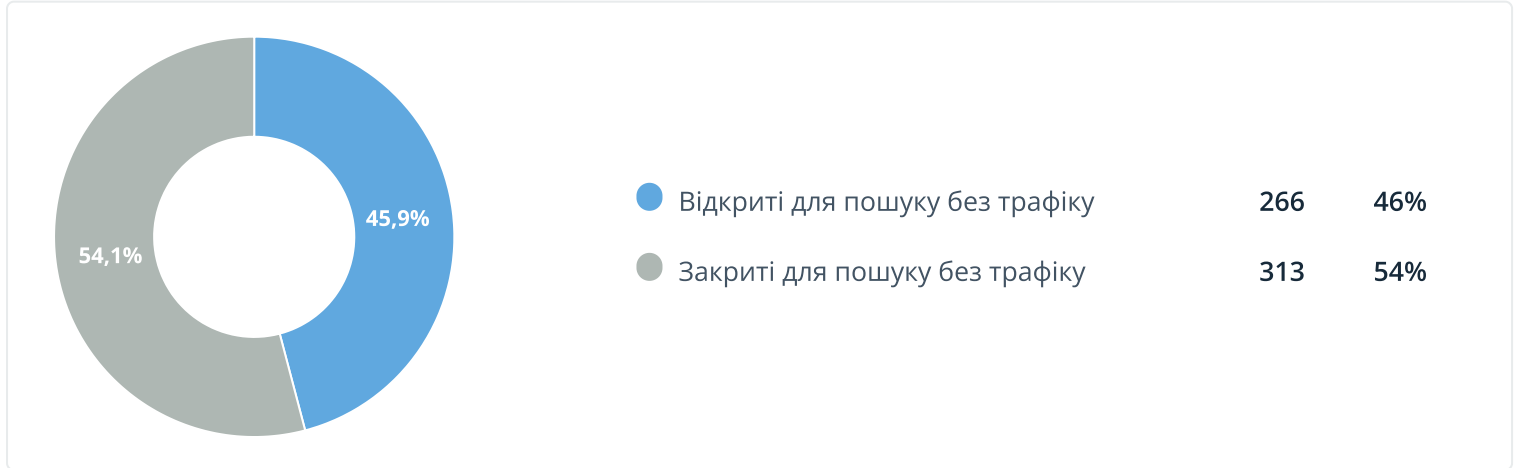 45,9%
54,1%
Відкриті для пошуку без трафіку 266 46%
Закриті для пошуку без трафіку 313 54%